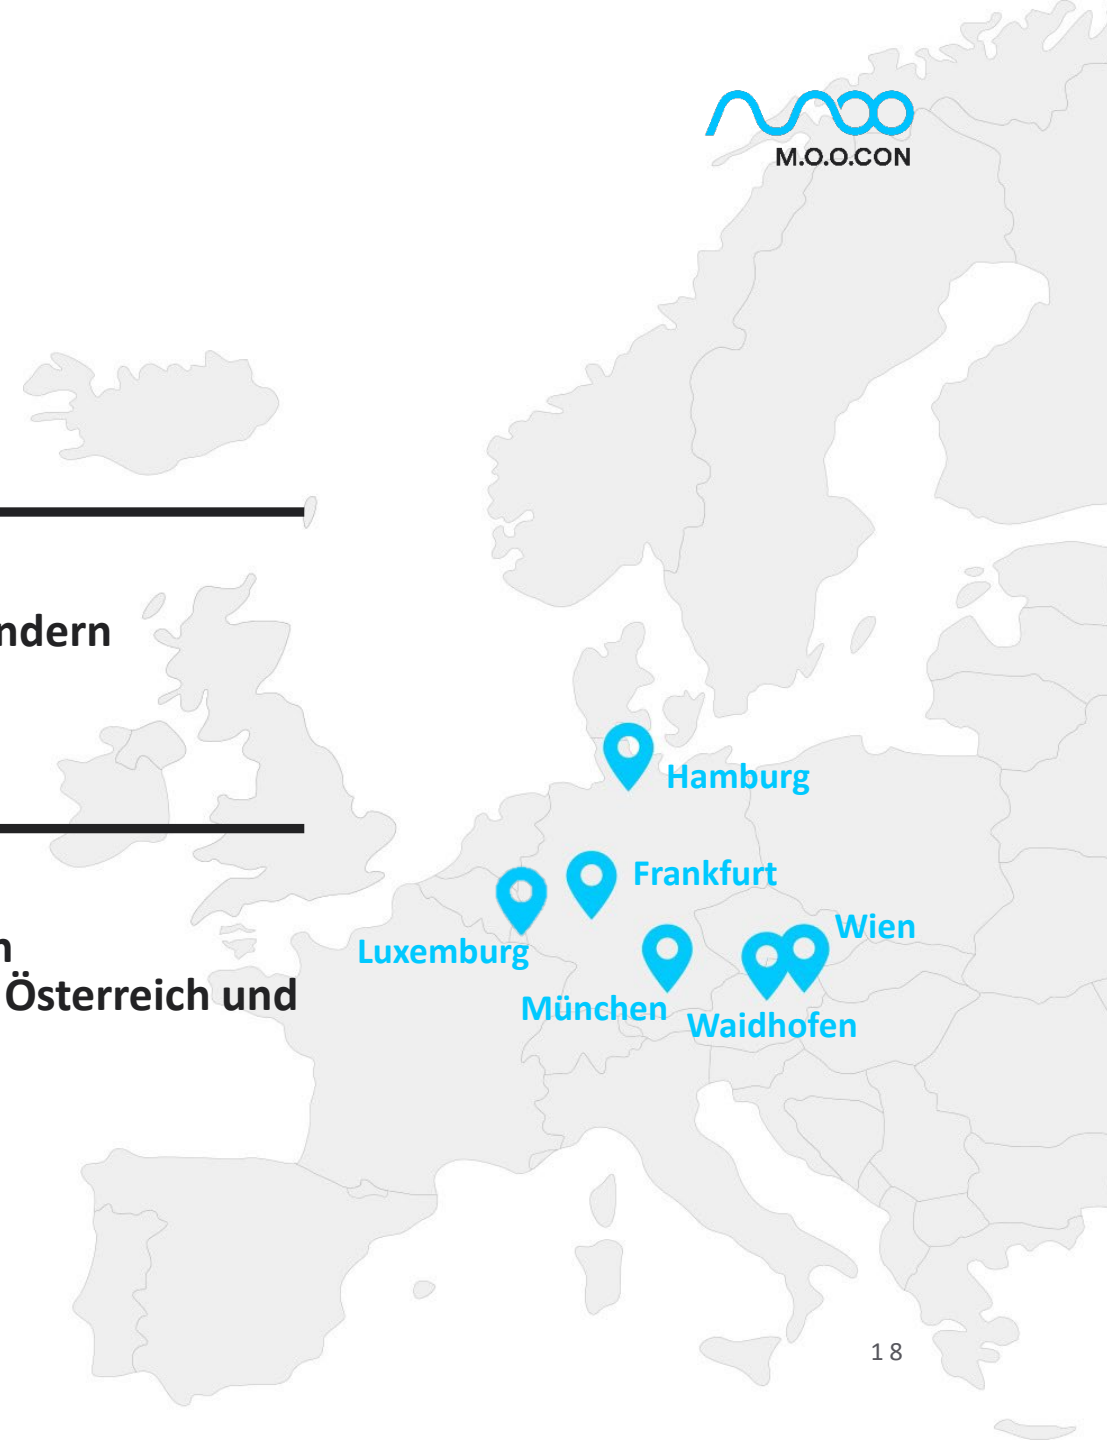 M.O.O.CON
ndern
Hamburg
Frankfurt
Wien
n
Luxemburg
Österreich und
München
Waidhofen
18